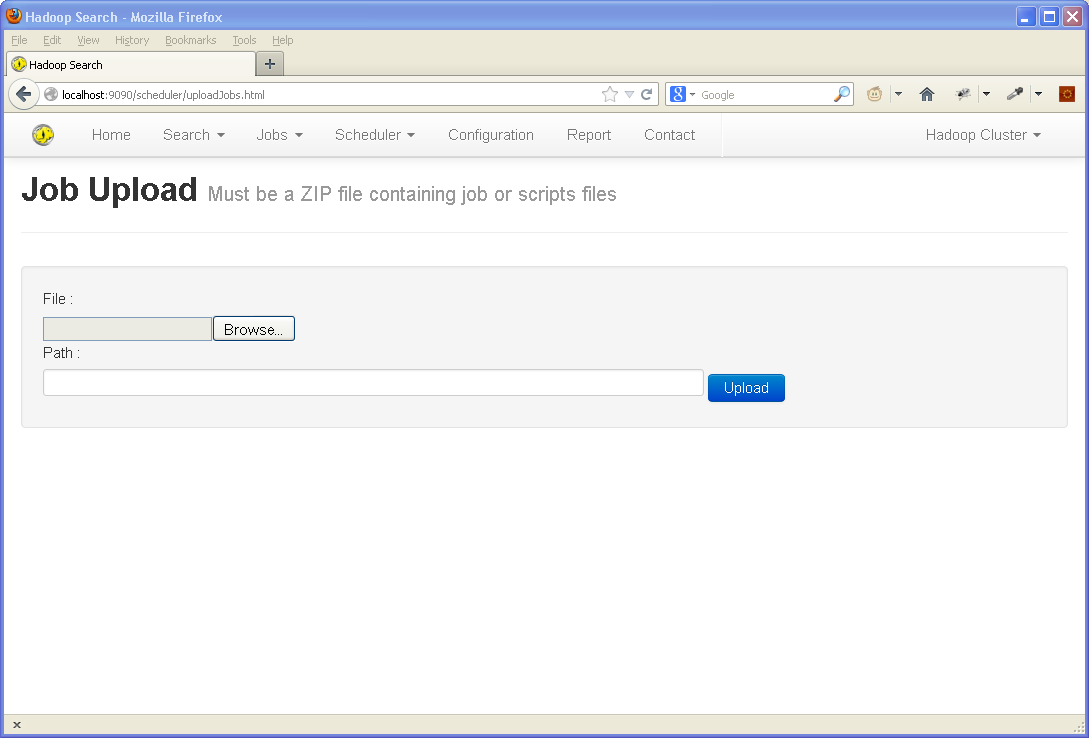 Hadoop Search - Mozilla Firefox
File Edit View History Bookmarks Tools Help
Hadoop Search
localhost:9090/scheduler/uploadJobs.html Google
Home Search Jobs Scheduler Configuration Report Contact Hadoop Cluster
Job Upload Must be a ZIP file containing job or scripts files
File :
Browse...
Path :
Upload